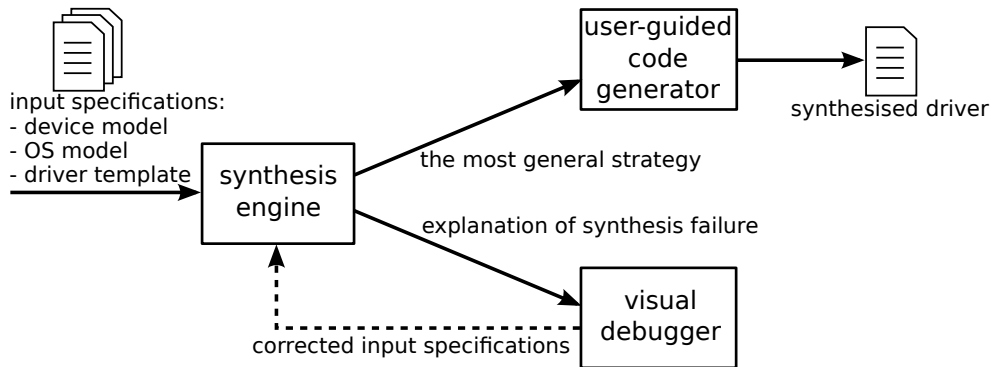 input specifications:
- device model
- OS model
- driver template
synthesis
engine
the most general strategy
user-guided
code
generator
synthesised driver
explanation of synthesis failure
visual
debugger
corrected input specifications